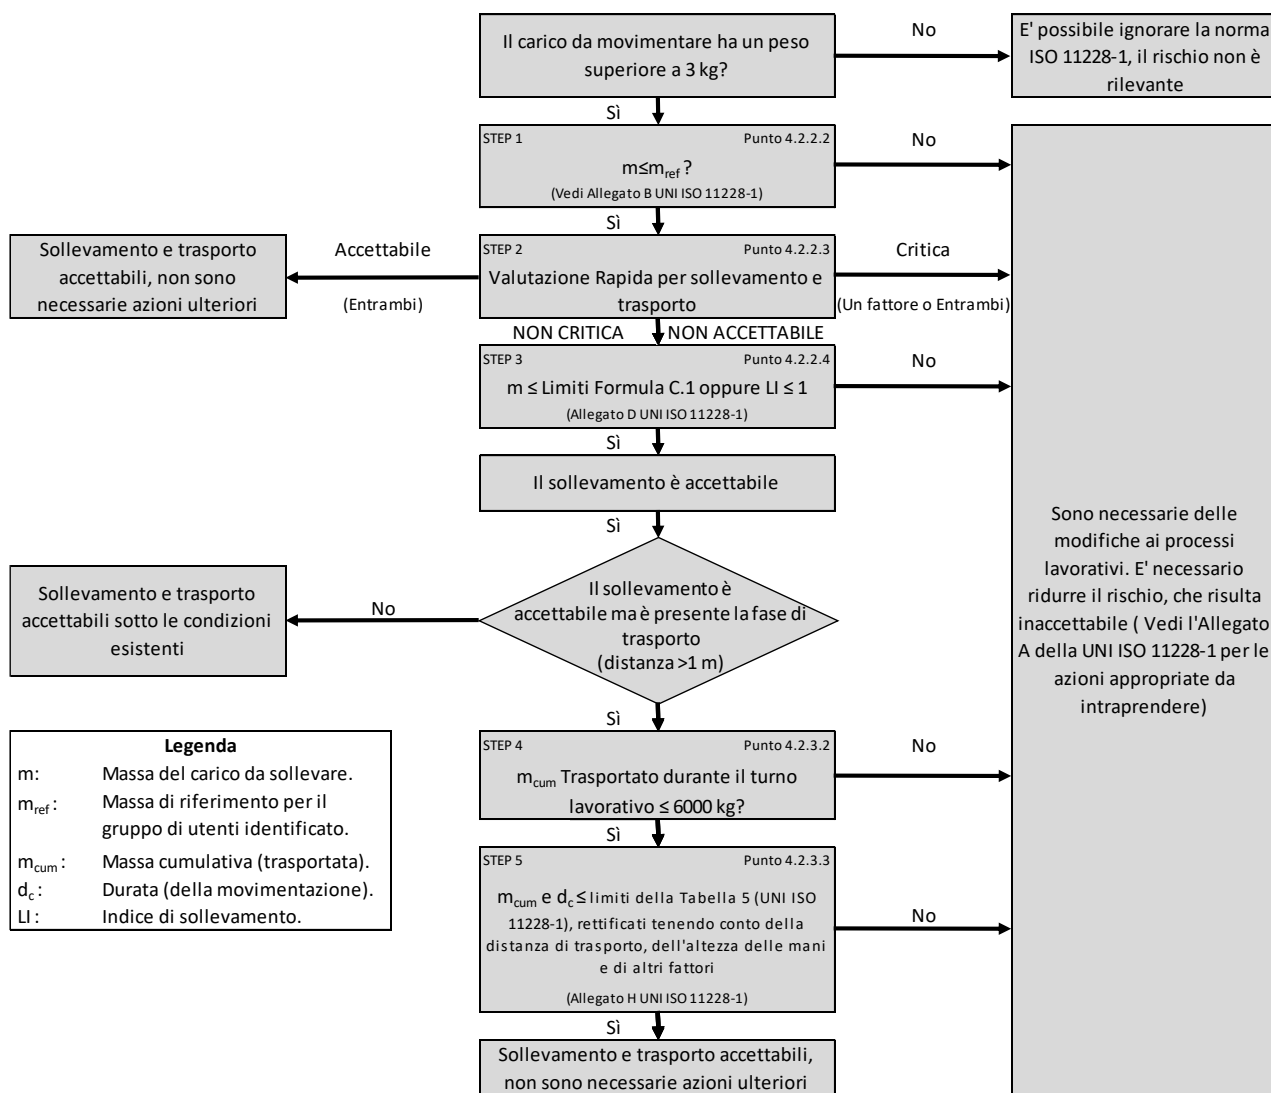 Il carico da movimentare ha un peso
superiore a 3 kg?
No
E' possibile ignorare la norma
ISO 11228-1, il rischio non è
rilevante
Sì
STEP 1 Punto 4.2.2.2
m≤mref ?
(Vedi Allegato B UNI ISO 11228-1)
No
Sì
Sollevamento e trasporto
accettabili, non sono
necessarie azioni ulteriori
Accettabile
(Entrambi)
STEP 2 Punto 4.2.2.3
Valutazione Rapida per sollevamento e
trasporto
Critica
(Un fattore o Entrambi)
NON CRITICA NON ACCETTABILE
STEP 3 Punto 4.2.2.4
m ≤ Limiti Formula C.1 oppure LI ≤ 1
(Allegato D UNI ISO 11228-1)
No
Sì
Il sollevamento è accettabile
Sì
Il sollevamento è
accettabile ma è presente la fase di
trasporto
(distanza >1 m)
No
Sollevamento e trasporto
accettabili sotto le condizioni
esistenti
Sono necessarie delle
modifiche ai processi
lavorativi. E' necessario
ridurre il rischio, che risulta
inaccettabile ( Vedi l'Allegato
A della UNI ISO 11228-1 per le
azioni appropriate da
intraprendere)
Sì
STEP 4 Punto 4.2.3.2
mcum Trasportato durante il turno
lavorativo ≤ 6000 kg?
No
Sì
STEP 5 Punto 4.2.3.3
mcum e dc ≤ limiti della Tabella 5 (UNI ISO
11228-1), rettificati tenendo conto della
distanza di trasporto, dell'altezza delle mani
e di altri fattori
(Allegato H UNI ISO 11228-1)
No
Sì
Sollevamento e trasporto accettabili,
non sono necessarie azioni ulteriori
Legenda
m: Massa del carico da sollevare.
mref : Massa di riferimento per il
gruppo di utenti identificato.
mcum : Massa cumulativa (trasportata).
dc : Durata (della movimentazione).
LI : Indice di sollevamento.